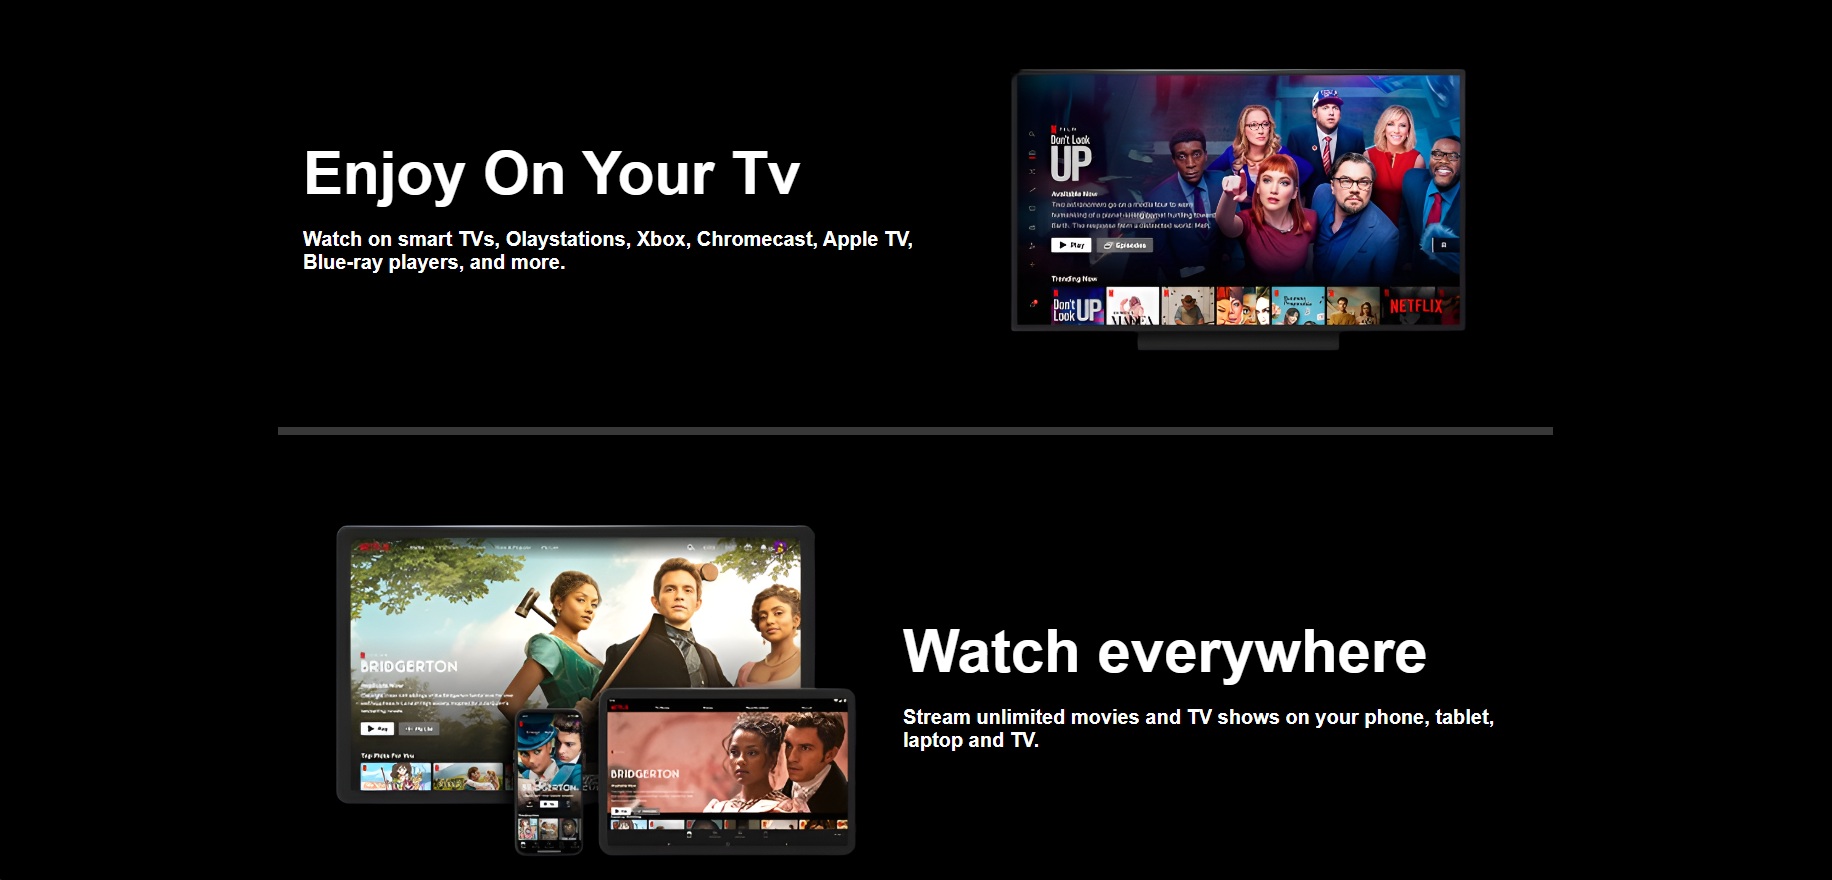 Enjoy On Your Tv
Watch on smart TVs, Olaystations, Xbox, Chromecast, Apple TV,
Blue-ray players, and more.
FILM
Don't Look
UP
Available Now
Two astronomers go on a media tour to warn
humankind of a planet-killing comet hurtling toward
Earth. The response from a distracted world: Meh.
Play
Episodes
Trending Now
Don't
Look UP
NETFLIX
BRIDGERTON
Play
Top Picks For You
BRIDGERTON
BRIDGERTON
Watch everywhere
Stream unlimited movies and TV shows on your phone, tablet,
laptop and TV.